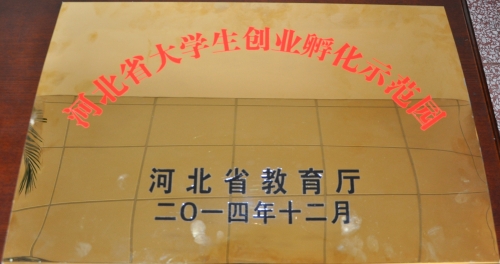 河北省大学生创业孵化示范园
河北省教育厅
二〇一四年十二月